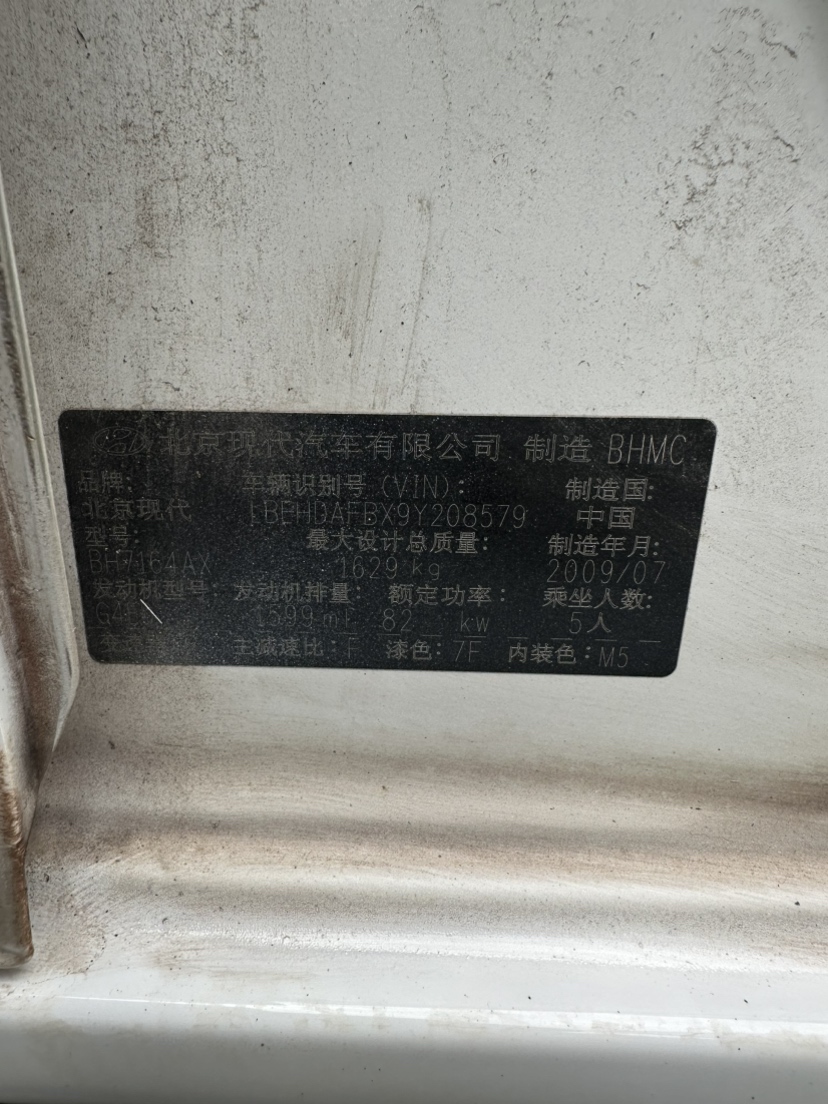 北京现代汽车有限公司 制造 BHMC
品牌: 车辆识别号 (VIN): 制造国:
北京现代 LBEHDAFBX9Y208579 中国
型号: 最大设计总质量: 制造年月:
BH7164AX 1629 kg 2009/07
发动机型号: 发动机排量: 额定功率: 乘坐人数:
1599ml 82 kw 5人
主减速比:F 漆色:7F 内装色:M5